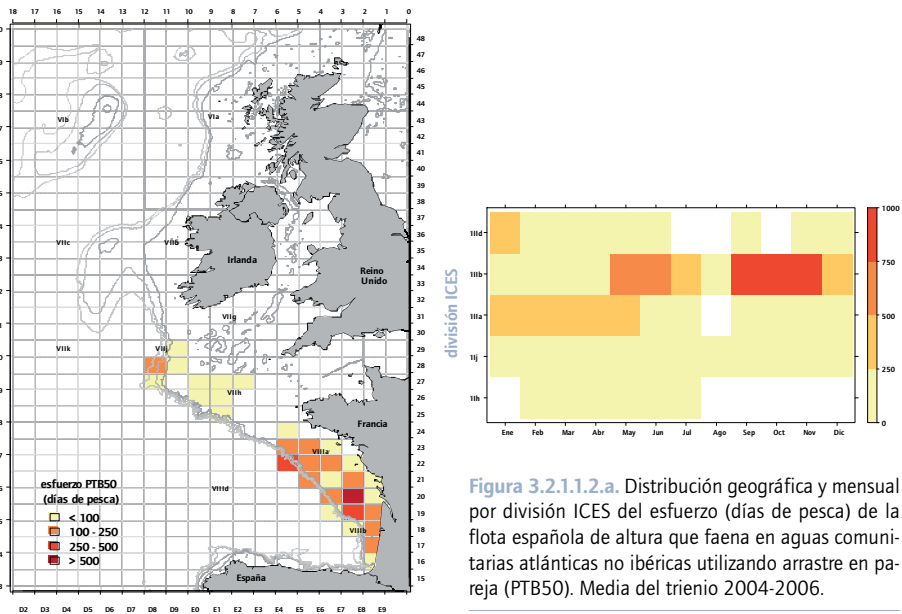 18 17 16 15 14 13 12 11 10 9 8 7 6 5 4 3 2 1 0
48
47
46
45
44
43
42
41
40
39
38
37
36
35
34
33
32
31
30
29
28
27
26
25
24
23
22
21
20
19
18
17
16
15
VIb
VIa
VIIc
VIIb
Irlanda
Reino
Unido
VIIg
VIIk
VIIj
VIIh
Francia
VIIIa
VIIId
VIIIb
España
esfuerzo PTB50
(días de pesca)
< 100
100 - 250
250 - 500
> 500
D2 D3 D4 D5 D6 D7 D8 D9 E0 E1 E2 E3 E4 E5 E6 E7 E8 E9
división ICES
IIId
IIIb
IIIa
IIj
IIh
Ene Feb Mar Abr May Jun Jul Ago Sep Oct Nov Dic
1000
750
500
250
0
Figura 3.2.1.1.2.a. Distribución geográfica y mensual
por división ICES del esfuerzo (días de pesca) de la
flota española de altura que faena en aguas comuni-
tarias atlánticas no ibéricas utilizando arrastre en pa-
reja (PTB50). Media del trienio 2004-2006.